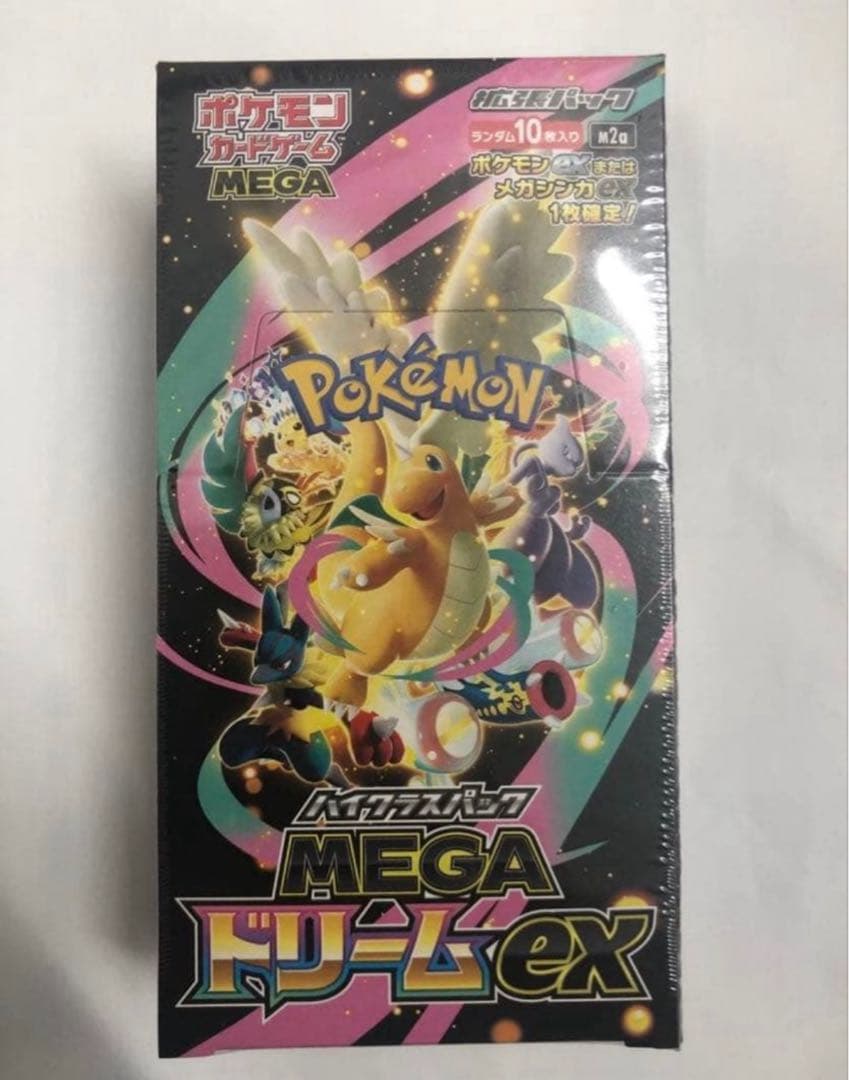 ポケモン
カードゲーム
MEGA
拡張パック
ランダム10枚入り M2a
ポケモンexまたは
メガシンカex
1枚確定!
POKéMON
ハイクラスパック
MEGA
ドリームex